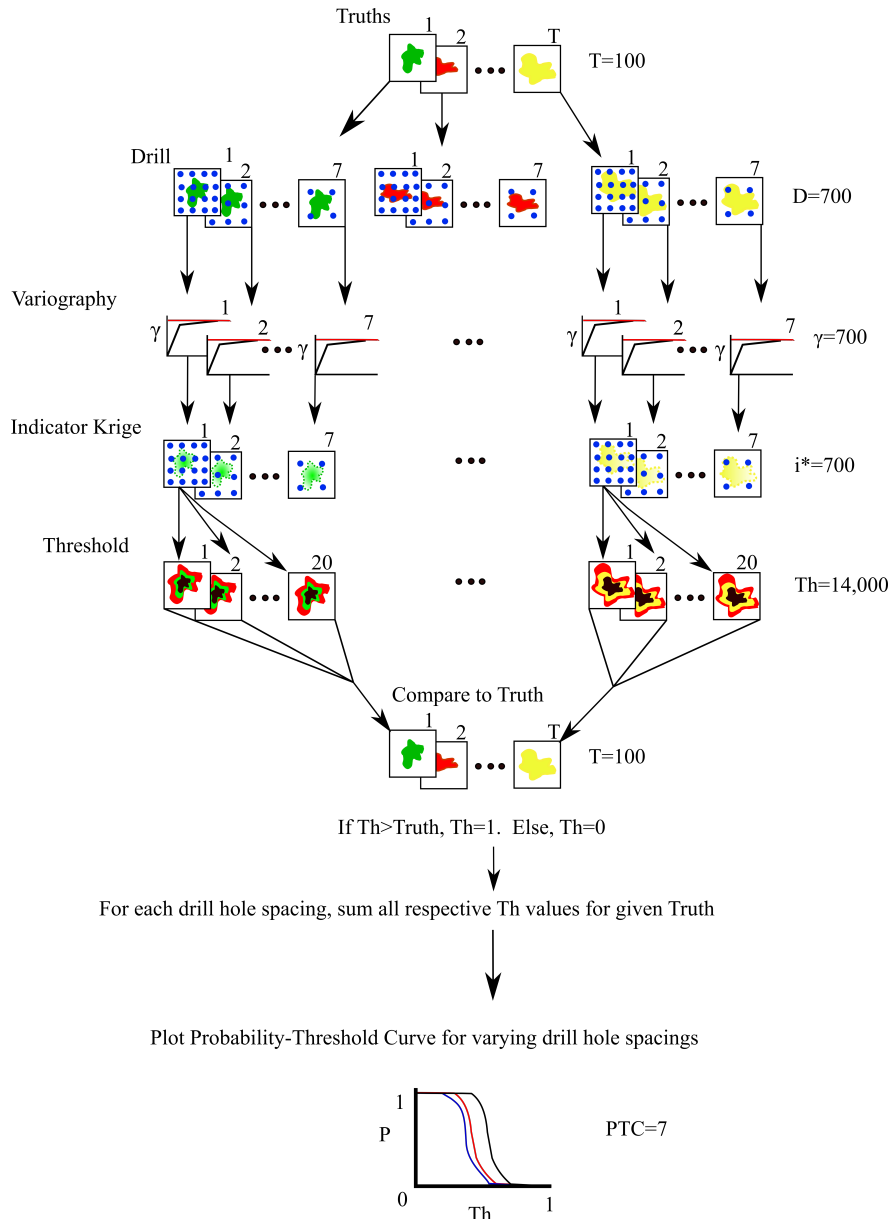 Truths
1
2
T
T=100
Drill
1
2
7
1
2
7
1
2
7
D=700
Variography
γ
1
2
γ
7
γ
1
2
γ
7
γ=700
Indicator Krige
1
2
7
1
2
7
i*=700
Threshold
1
2
20
1
2
20
Th=14,000
Compare to Truth
1
2
T
T=100
If Th>Truth, Th=1. Else, Th=0
For each drill hole spacing, sum all respective Th values for given Truth
Plot Probability-Threshold Curve for varying drill hole spacings
1
P
0
Th
1
PTC=7